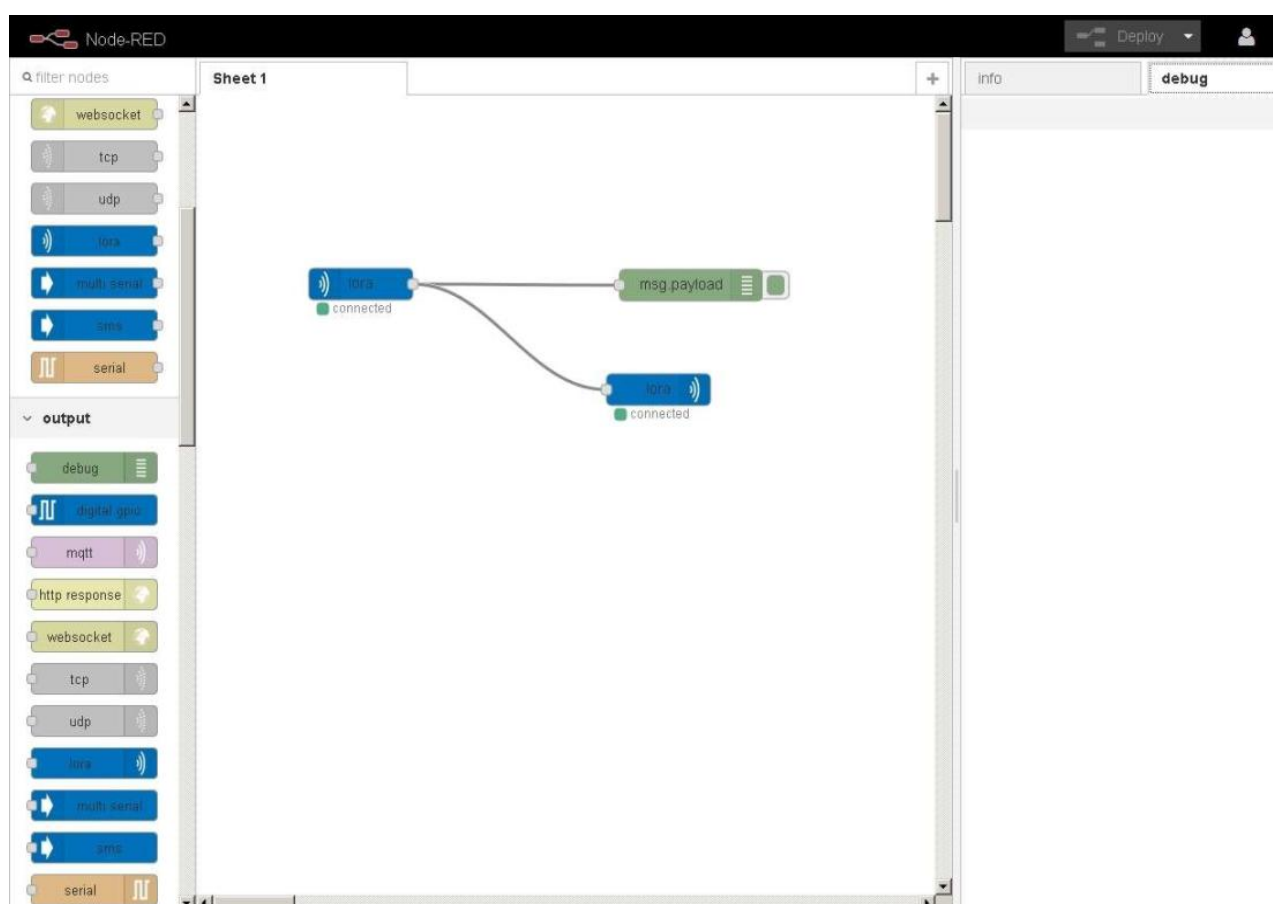 Node-RED
Deploy
filter nodes
Sheet 1
+
info
debug
websocket
tcp
udp
lora
multi serial
sms
serial
output
debug
digital gpio
mqtt
http response
websocket
tcp
udp
lora
multi serial
sms
serial
lora
connected
msg.payload
lora
connected